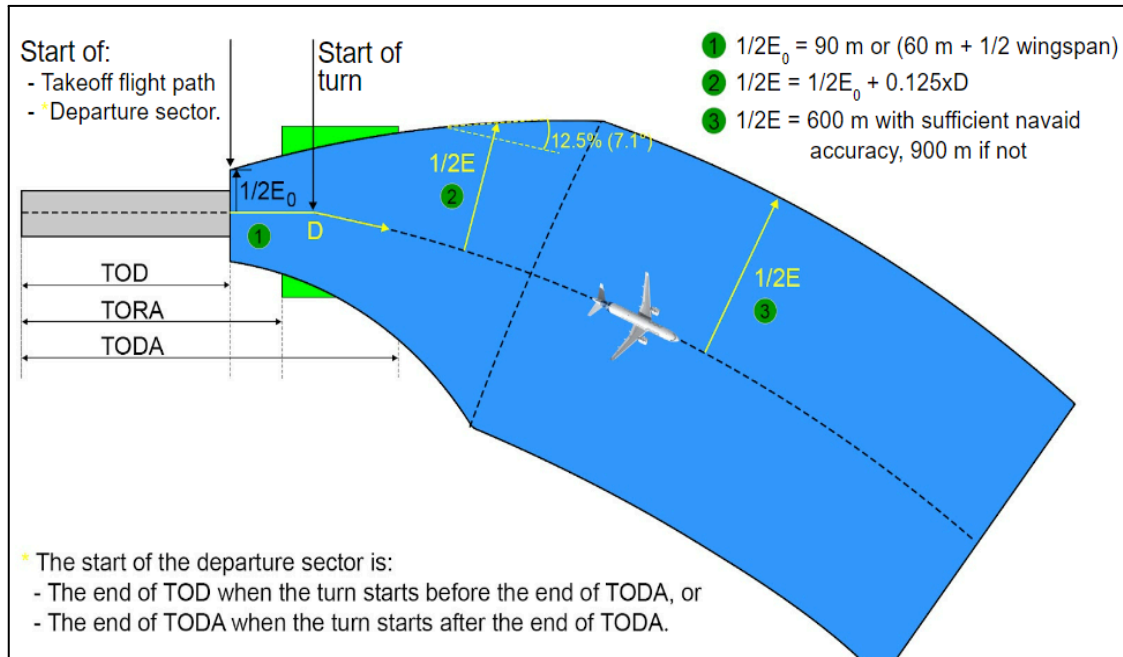 Start of:
- Takeoff flight path
- *Departure sector.
Start of
turn
1 1/2E₀ = 90 m or (60 m + 1/2 wingspan)
2 1/2E = 1/2E₀ + 0.125xD
3 1/2E = 600 m with sufficient navaid
accuracy, 900 m if not
12.5% (7.1°)
1/2E
2
1/2E₀
1
D
1/2E
3
TOD
TORA
TODA
* The start of the departure sector is:
- The end of TOD when the turn starts before the end of TODA, or
- The end of TODA when the turn starts after the end of TODA.